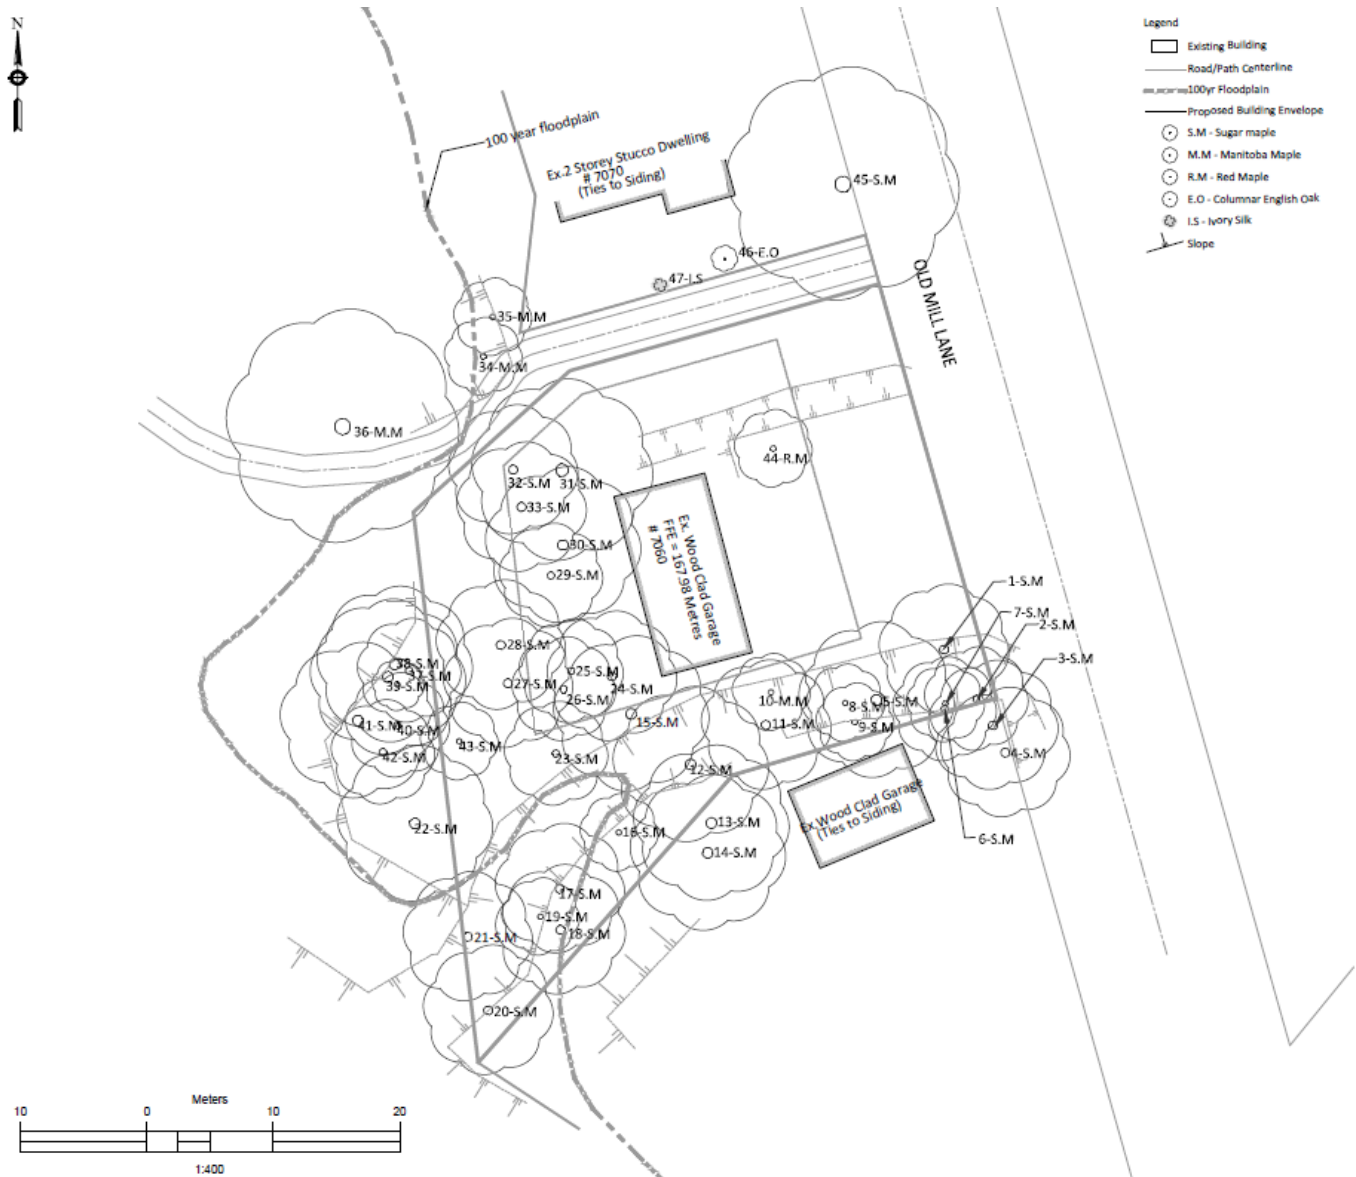 N
Legend
Existing Building
Road/Path Centerline
100yr Floodplain
Proposed Building Envelope
S.M - Sugar maple
M.M - Manitoba Maple
R.M - Red Maple
E.O - Columnar English Oak
I.S - Ivory Silk
Slope
100 year floodplain
Ex.2 Storey Stucco Dwelling
# 7070
(Ties to Siding)
45-S.M
46-E.O
47-I.S
OLD MILL LANE
35-M.M
34-M.M
36-M.M
44-R.M
32-S.M
31-S.M
33-S.M
30-S.M
29-S.M
Ex. Wood Clad Garage
FFE = 167.98 Metres
# 7060
1-S.M
7-S.M
2-S.M
3-S.M
28-S.M
38-S.M
37-S.M
39-S.M
27-S.M
25-S.M
24-S.M
26-S.M
10-M.M
8-S.M
5-S.M
15-S.M
11-S.M
9-S.M
41-S.M
40-S.M
43-S.M
42-S.M
23-S.M
12-S.M
4-S.M
Ex.Wood Clad Garage
(Ties to Siding)
6-S.M
22-S.M
16-S.M
13-S.M
14-S.M
17-S.M
19-S.M
18-S.M
21-S.M
20-S.M
Meters
10 0 10 20
1:400